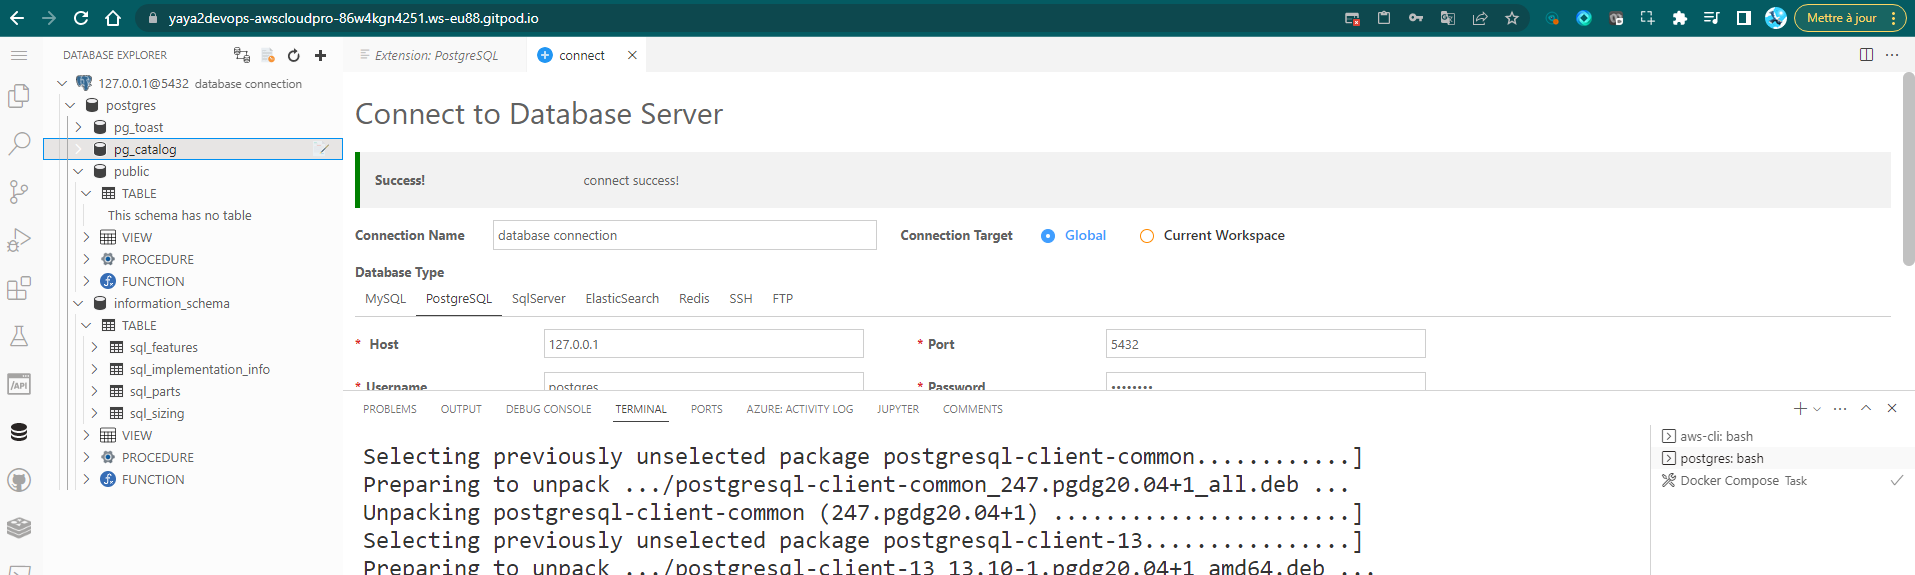 yaya2devops-awscloudpro-86w4kgn4251.ws-eu88.gitpod.io
Mettre à jour
DATABASE EXPLORER
127.0.0.1@5432 database connection
postgres
pg_toast
pg_catalog
public
TABLE
This schema has no table
VIEW
PROCEDURE
FUNCTION
information_schema
TABLE
sql_features
sql_implementation_info
sql_parts
sql_sizing
VIEW
PROCEDURE
FUNCTION
/API
Extension: PostgreSQL
connect
Connect to Database Server
Success! connect success!
Connection Name database connection Connection Target Global Current Workspace
Database Type
MySQL PostgreSQL SqlServer ElasticSearch Redis SSH FTP
* Host 127.0.0.1 * Port 5432
* Username postgres * Password ••••••••
PROBLEMS OUTPUT DEBUG CONSOLE TERMINAL PORTS AZURE: ACTIVITY LOG JUPYTER COMMENTS
Selecting previously unselected package postgresql-client-common............]
Preparing to unpack .../postgresql-client-common_247.pgdg20.04+1_all.deb ...
Unpacking postgresql-client-common (247.pgdg20.04+1) .........................]
Selecting previously unselected package postgresql-client-13................]
Preparing to unpack .../postgresql-client-13_13.10-1.pgdg20.04+1_amd64.deb ...
aws-cli: bash
postgres: bash
Docker Compose Task